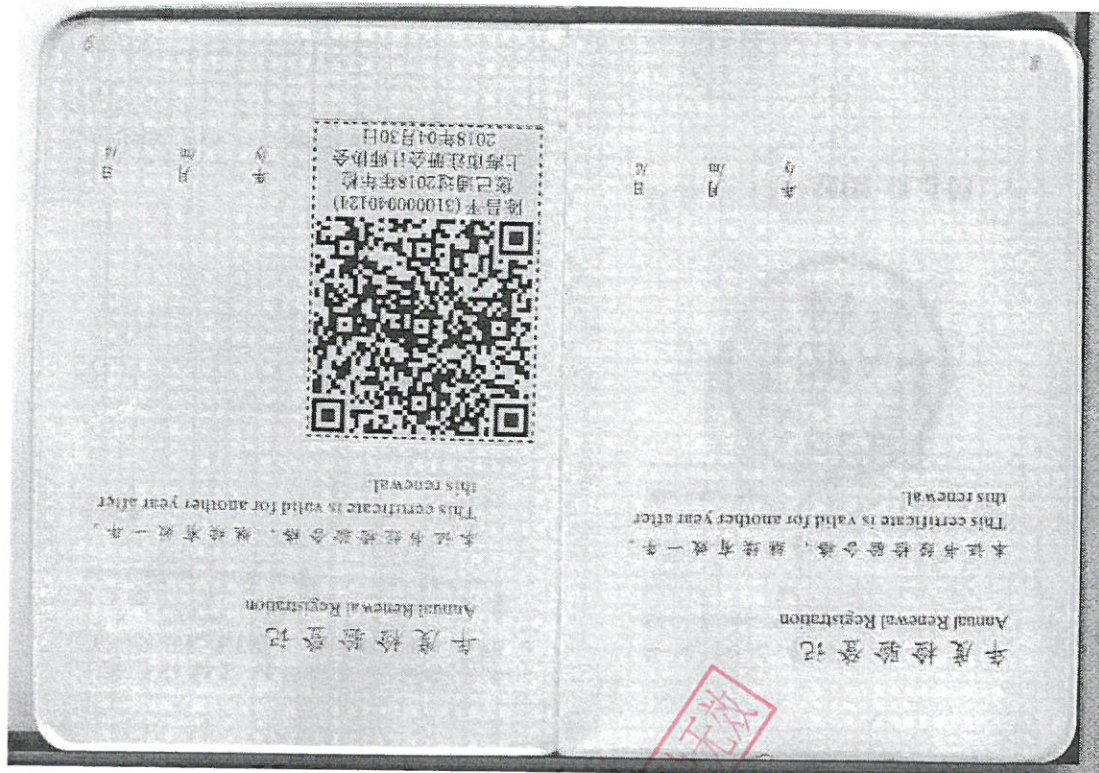 年度检验登记
Annual Renewal Registration
本证书经检验合格，继续有效一年。
This certificate is valid for another year after
this renewal.
年 月 日
/y /m /d
8
年度检验登记
Annual Renewal Registration
本证书经检验合格，继续有效一年。
This certificate is valid for another year after
this renewal.
陈昌平 (310000040124)
您已通过2018年年检
上海市注册会计师协会
2018年04月30日
年 月 日
/y /m /d
9
无效